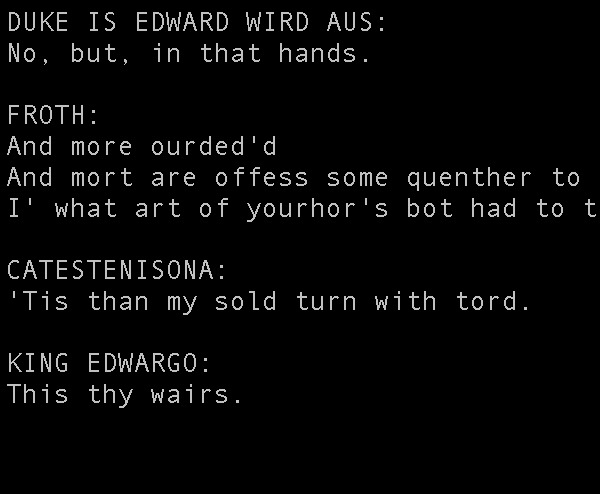 DUKE IS EDWARD WIRD AUS:
No, but, in that hands.

FROTH:
And more ourded'd
And mort are offess some quenther to
I' what art of yourhor's bot had to t

CATESTENISONA:
'Tis than my sold turn with tord.

KING EDWARGO:
This thy wairs.